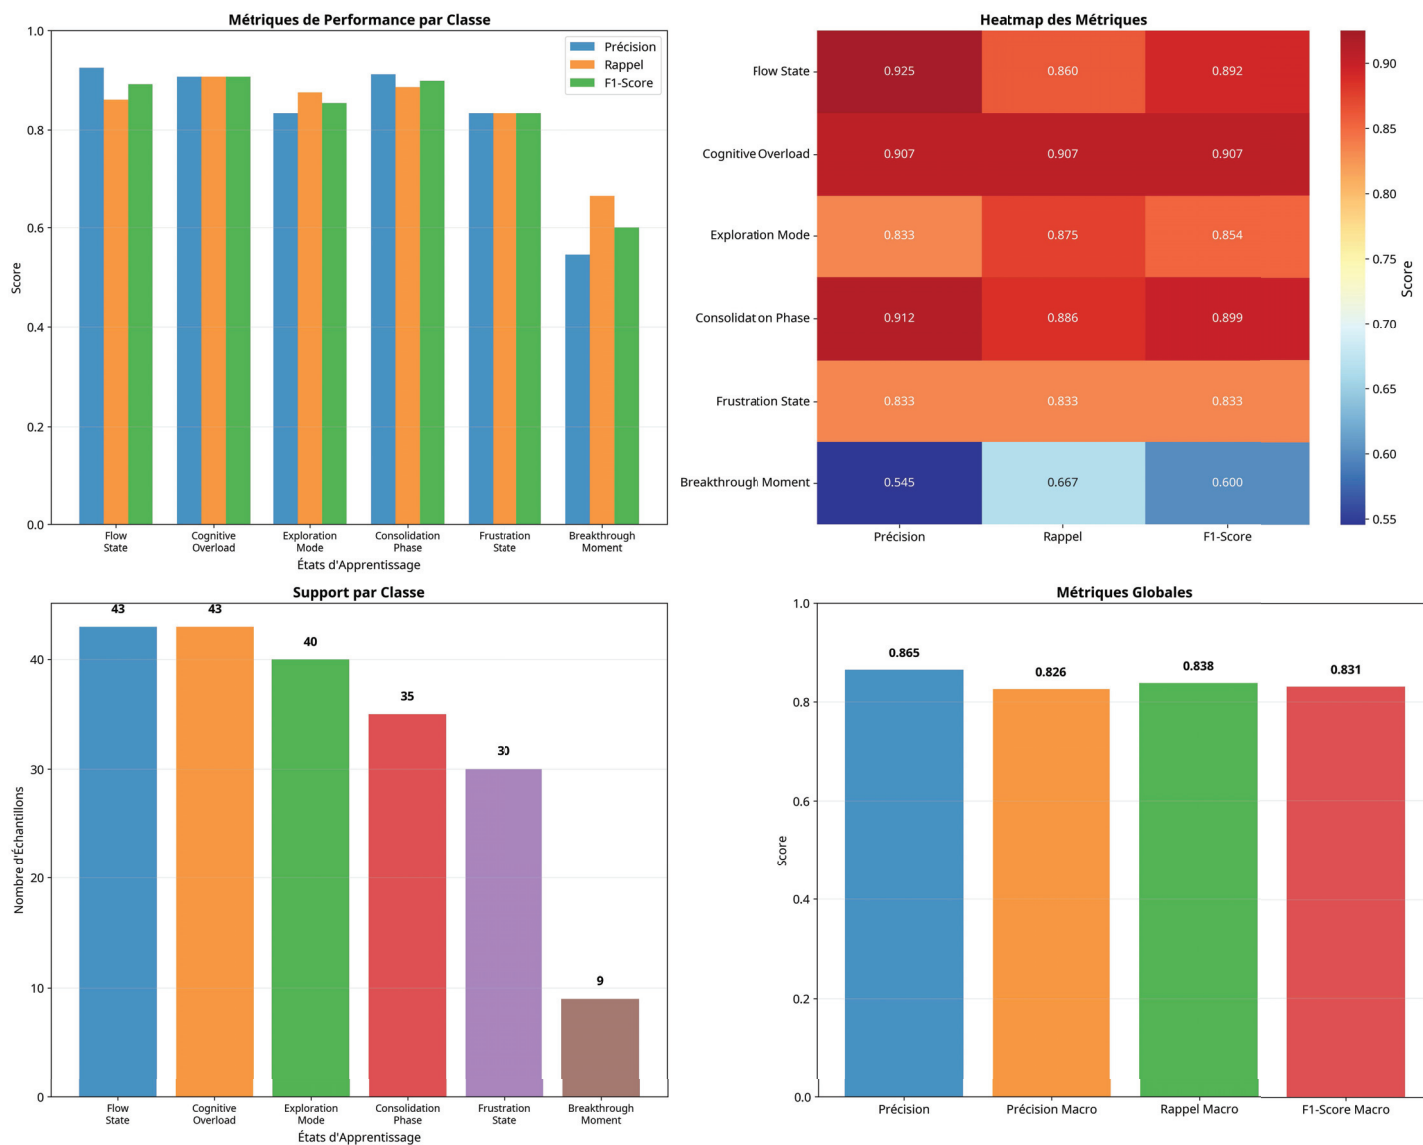 Métriques de Performance par Classe
1.0
0.8
0.6
0.4
0.2
0.0
Score
Précision
Rappel
F1-Score
Flow State
Cognitive Overload
Exploration Mode
Consolidation Phase
Frustration State
Breakthrough Moment
États d'Apprentissage
Heatmap des Métriques
Flow State 0.925 0.860 0.892
Cognitive Overload 0.907 0.907 0.907
Exploration Mode 0.833 0.875 0.854
Consolidation Phase 0.912 0.886 0.899
Frustration State 0.833 0.833 0.833
Breakthrough Moment 0.545 0.667 0.600
Précision Rappel F1-Score
0.90
0.85
0.80
0.75
0.70
0.65
0.60
0.55
Score
Support par Classe
40
30
20
10
0
Nombre d'Échantillons
43
43
40
35
30
9
Flow State
Cognitive Overload
Exploration Mode
Consolidation Phase
Frustration State
Breakthrough Moment
États d'Apprentissage
Métriques Globales
1.0
0.8
0.6
0.4
0.2
0.0
Score
0.865
0.826
0.838
0.831
Précision
Précision Macro
Rappel Macro
F1-Score Macro